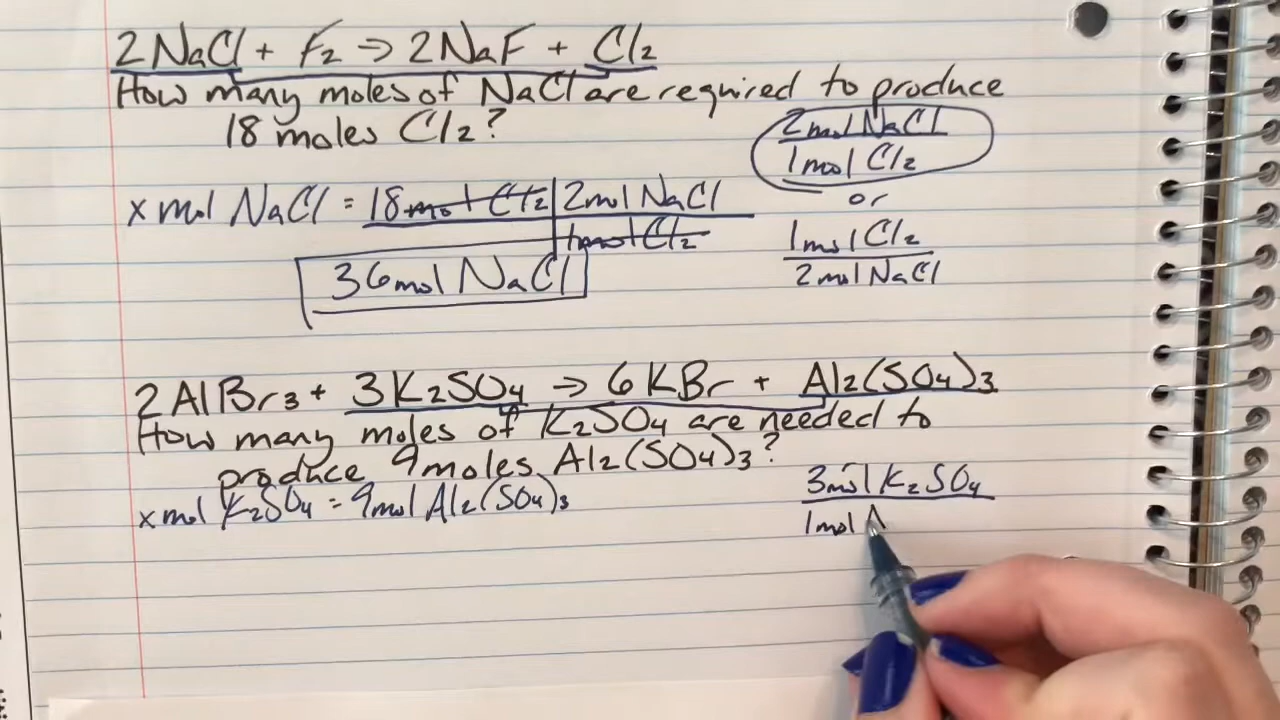 2NaCl + F₂ → 2NaF + Cl₂
How many moles of NaCl are required to produce
18 moles Cl₂?
2mol NaCl
1mol Cl₂
or
1mol Cl₂
2mol NaCl
x mol NaCl = 18 mol Cl₂ | 2mol NaCl
1mol Cl₂
36mol NaCl
2AlBr₃ + 3K₂SO₄ → 6KBr + Al₂(SO₄)₃
How many moles of K₂SO₄ are needed to
produce 9moles Al₂(SO₄)₃?
x mol K₂SO₄ = 9mol Al₂(SO₄)₃
3mol K₂SO₄
1mol A